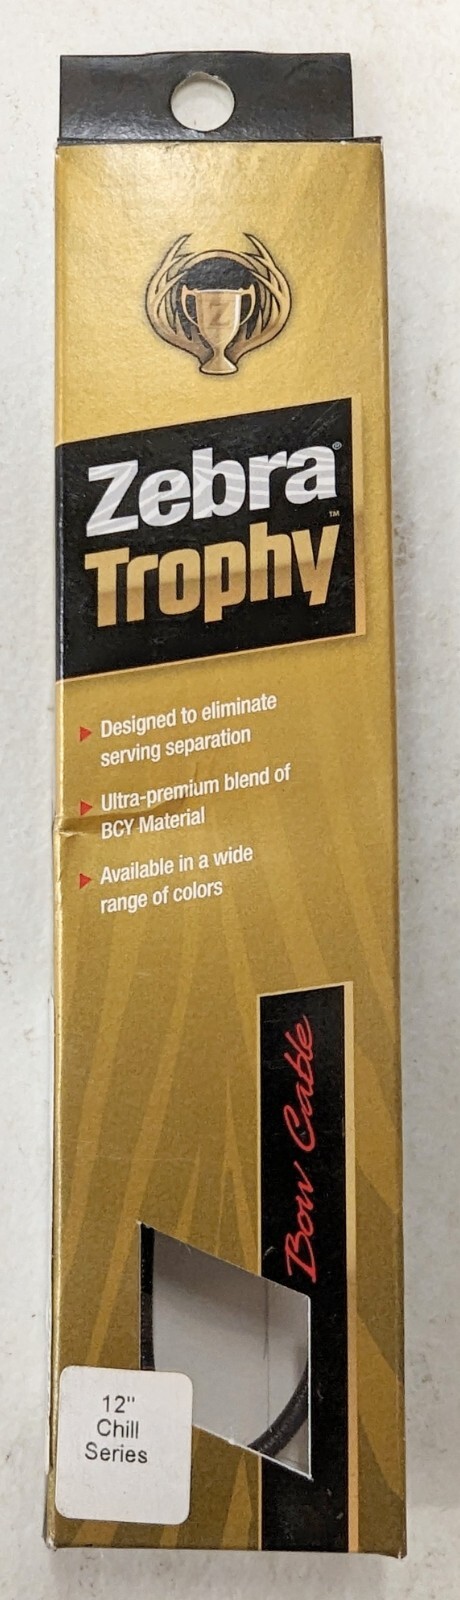 Z
Zebra®
Trophy™
Designed to eliminate
serving separation
Ultra-premium blend of
BCY Material
Available in a wide
range of colors
Bow Cable
12"
Chill
Series